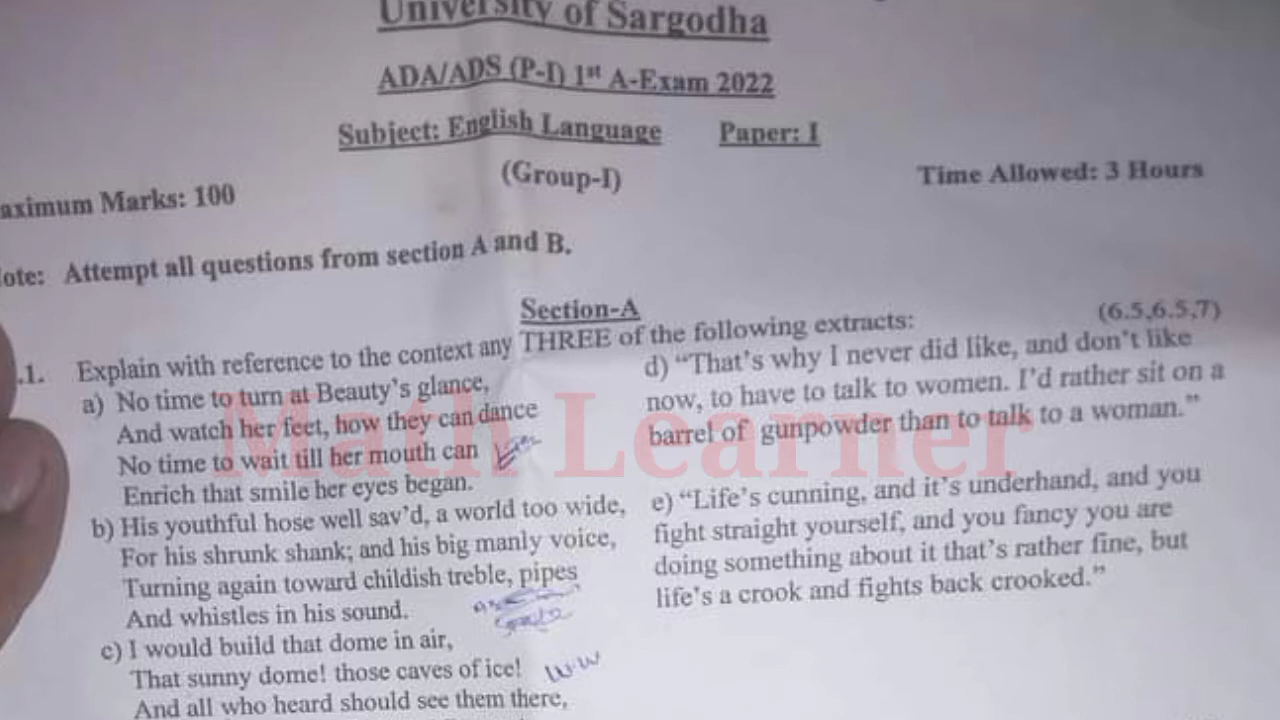 University of Sargodha
ADA/ADS (P-I) 1st A-Exam 2022
Subject: English Language Paper: I
(Group-I)
aximum Marks: 100 Time Allowed: 3 Hours
ote: Attempt all questions from section A and B.
Section-A
.1. Explain with reference to the context any THREE of the following extracts: (6.5,6.5,7)
a) No time to turn at Beauty's glance,
And watch her feet, how they can dance
No time to wait till her mouth can
Enrich that smile her eyes began.
b) His youthful hose well sav'd, a world too wide,
For his shrunk shank; and his big manly voice,
Turning again toward childish treble, pipes
And whistles in his sound.
c) I would build that dome in air,
That sunny dome! those caves of ice!
And all who heard should see them there,
d) "That's why I never did like, and don't like
now, to have to talk to women. I'd rather sit on a
barrel of gunpowder than to talk to a woman."
e) "Life's cunning, and it's underhand, and you
fight straight yourself, and you fancy you are
doing something about it that's rather fine, but
life's a crook and fights back crooked."
Math Learner